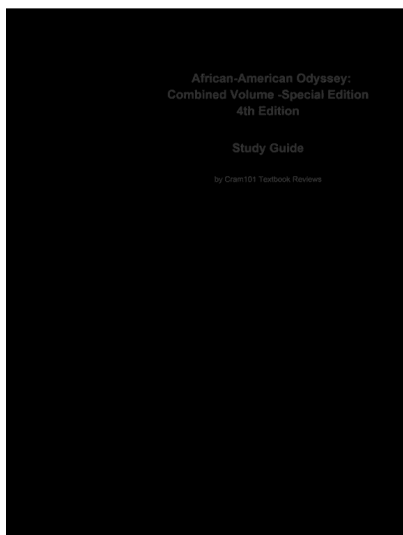 African-American Odyssey:
Combined Volume -Special Edition
4th Edition
Study Guide
by Cram101 Textbook Reviews